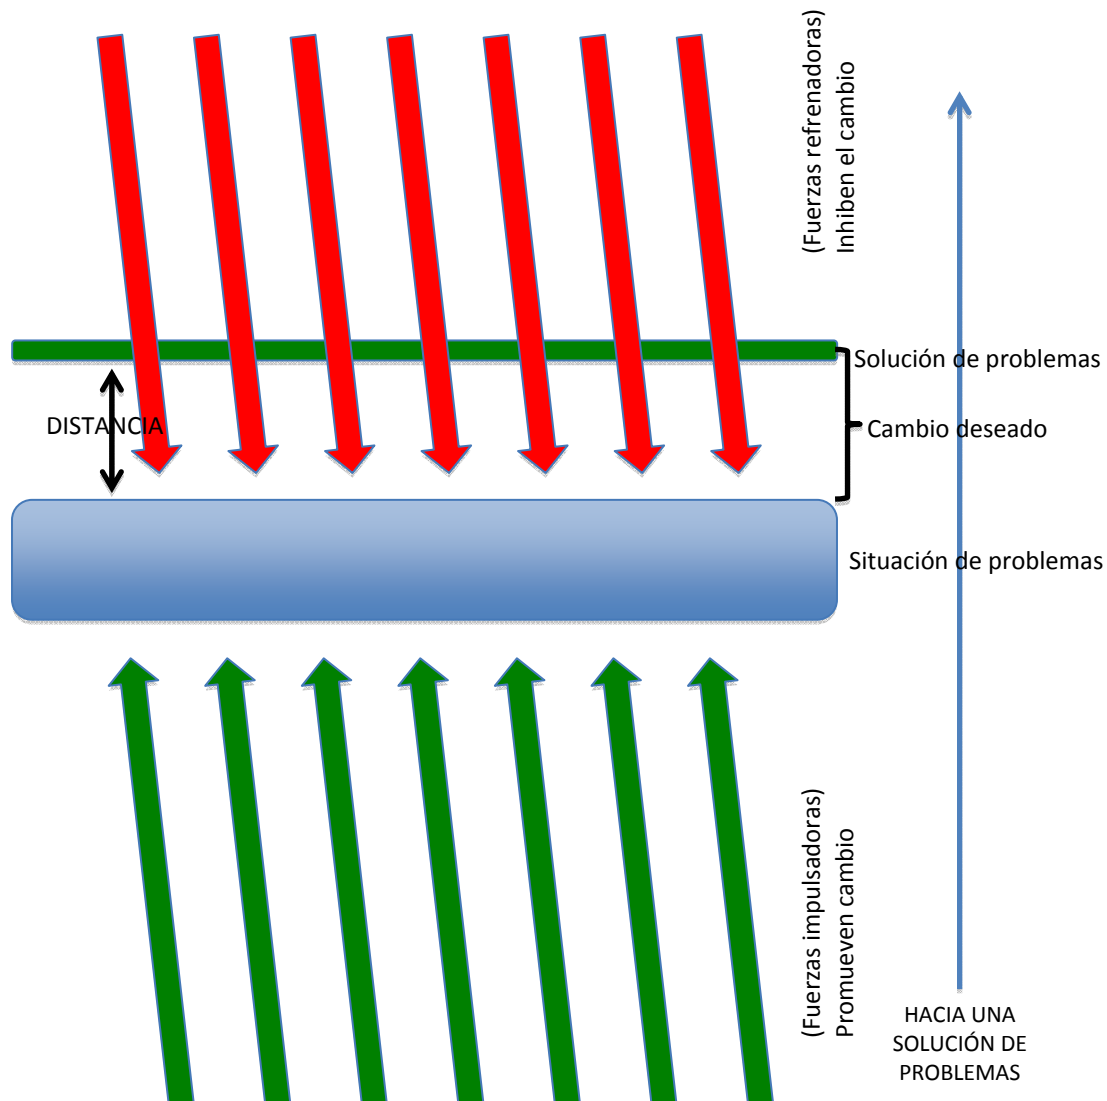 (Fuerzas refrenadoras)
Inhiben el cambio
Solución de problemas
DISTANCIA
Cambio deseado
Situación de problemas
(Fuerzas impulsadoras)
Promueven cambio
HACIA UNA
SOLUCIÓN DE
PROBLEMAS